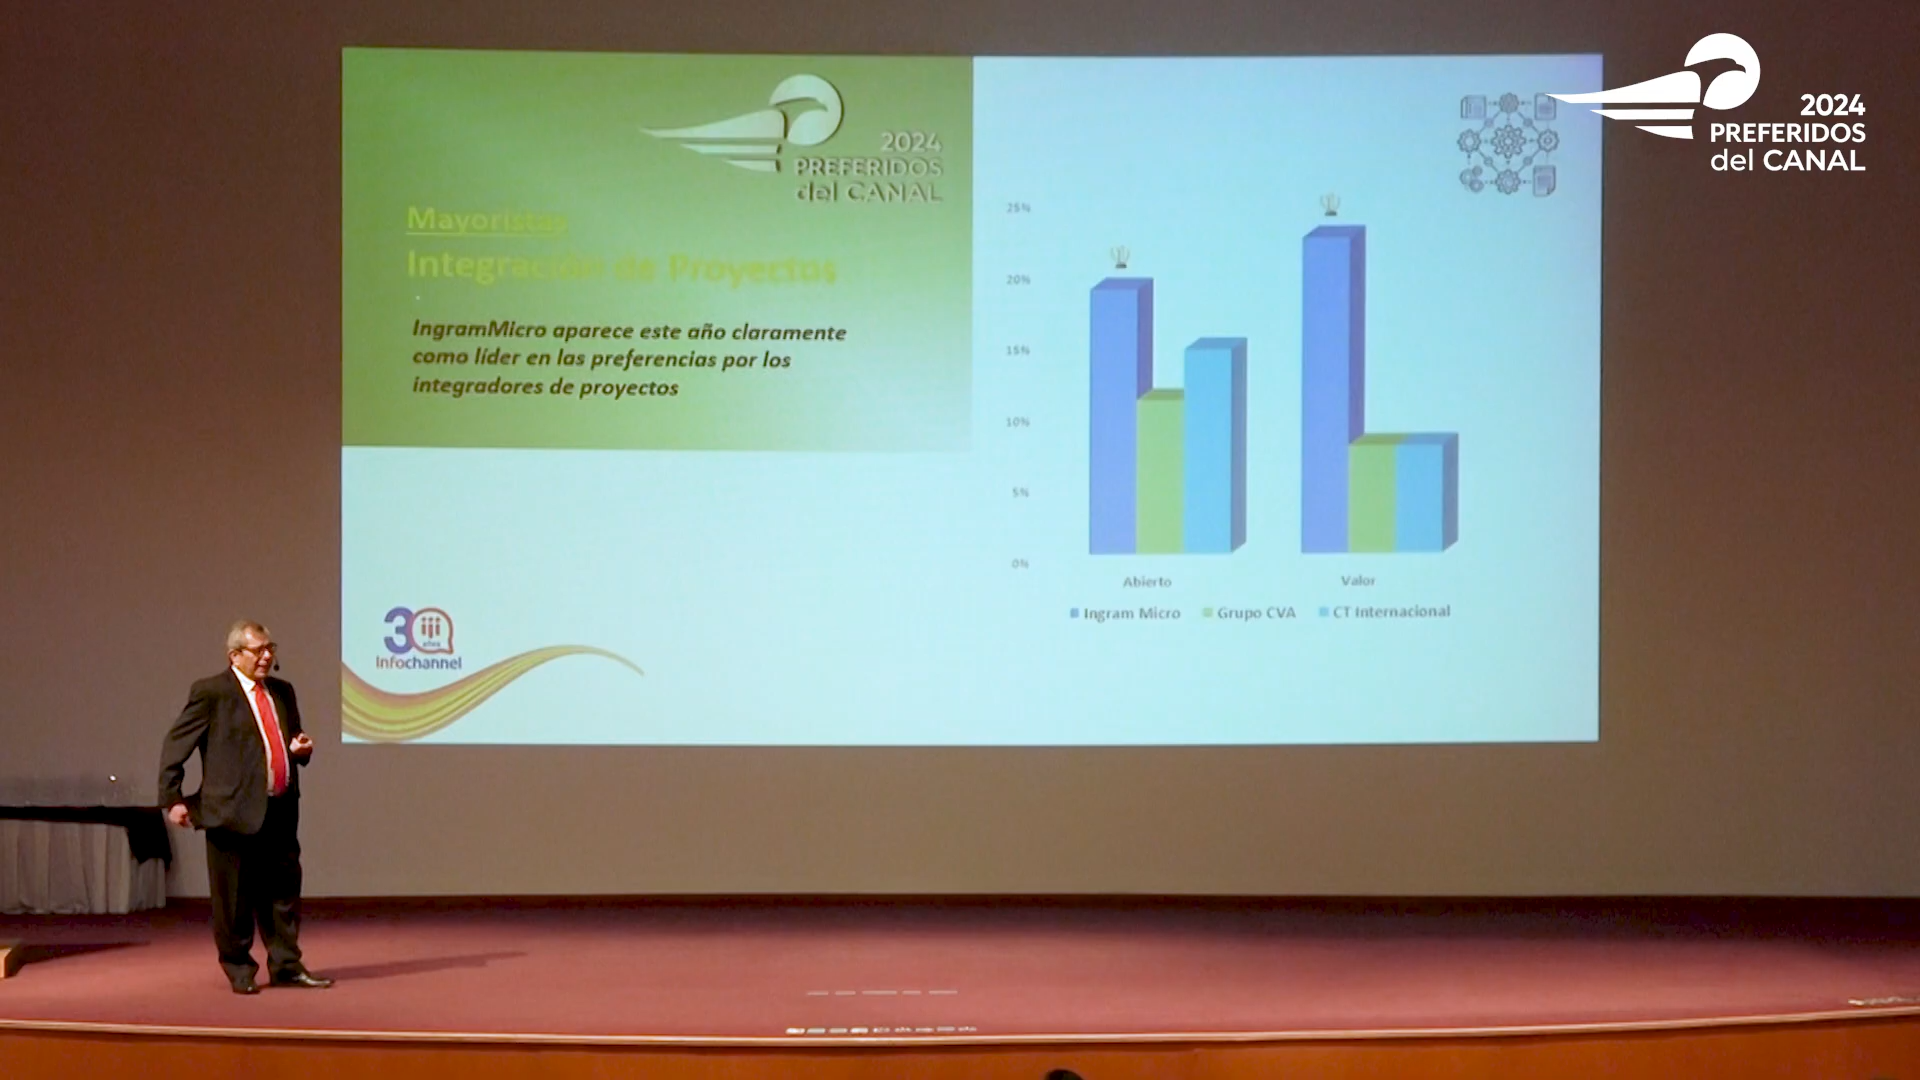 2024
PREFERIDOS
del CANAL
Mayoristas
Integración de Proyectos
IngramMicro aparece este año claramente
como líder en las preferencias por los
integradores de proyectos
30
años
Infochannel
25%
20%
15%
10%
5%
0%
Abierto
Valor
Ingram Micro
Grupo CVA
CT Internacional
2024
PREFERIDOS
del CANAL